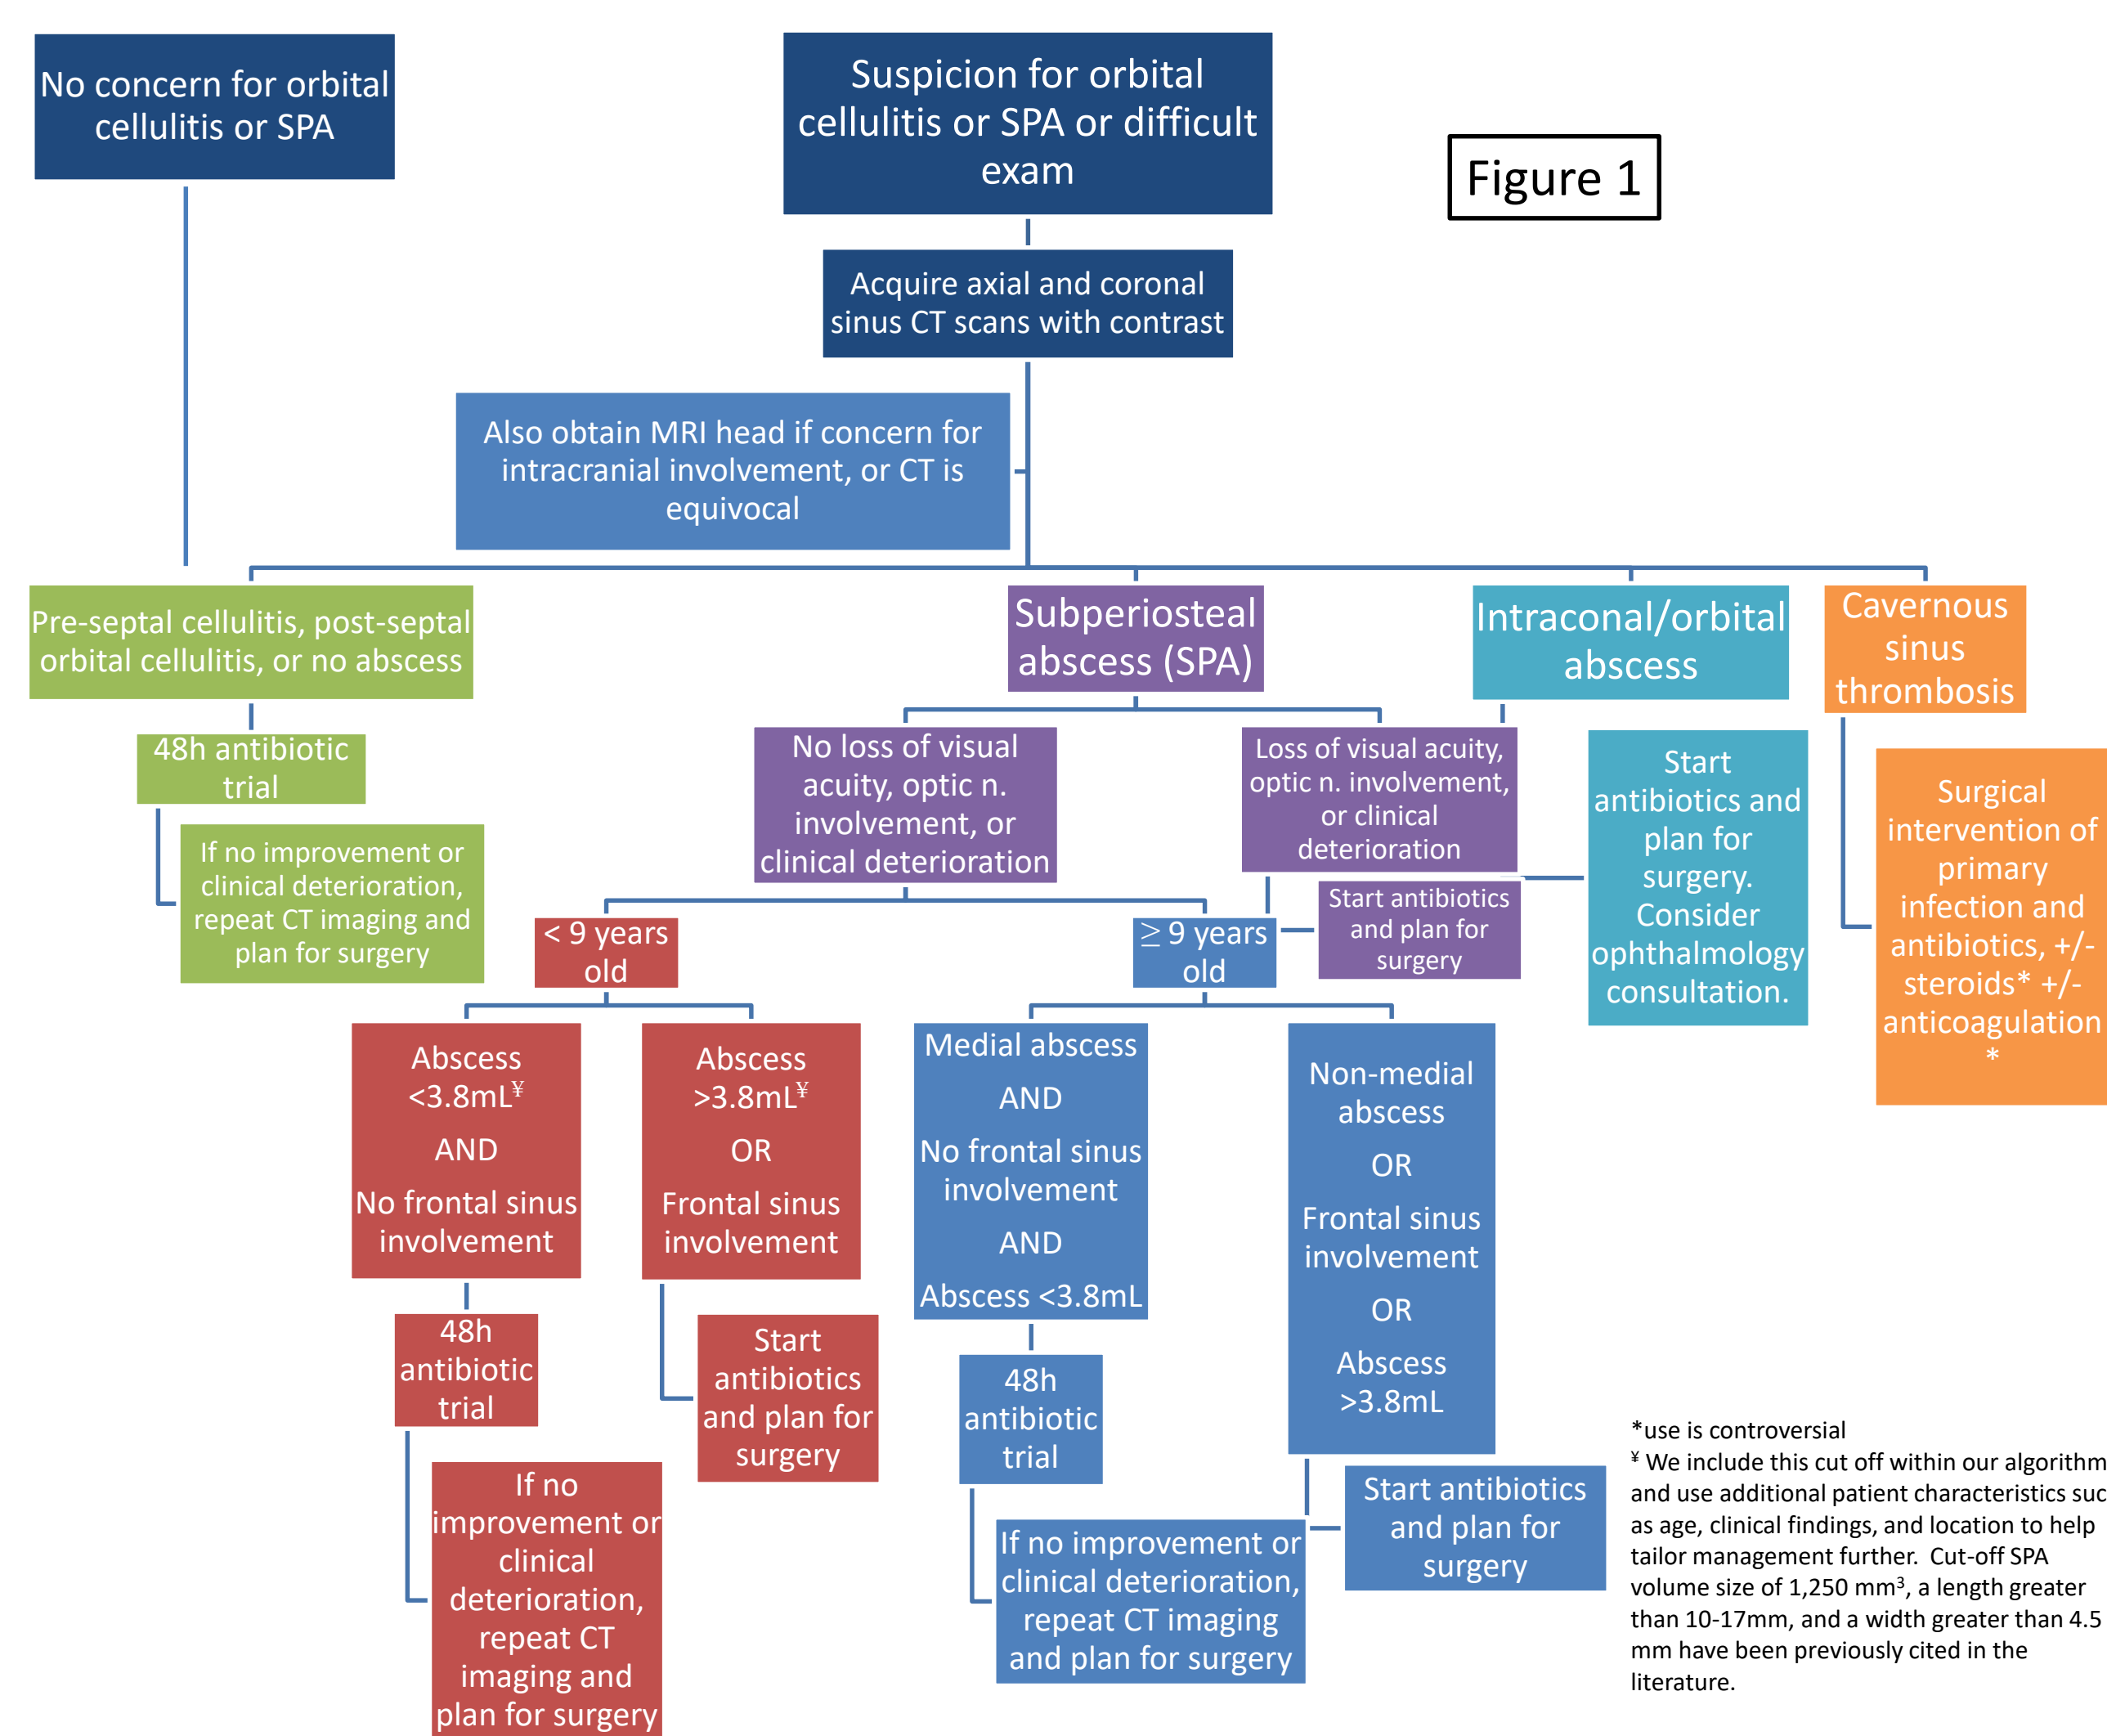 No concern for orbital
cellulitis or SPA
Suspicion for orbital
cellulitis or SPA or difficult
exam
Figure 1
Acquire axial and coronal
sinus CT scans with contrast
Also obtain MRI head if concern for
intracranial involvement, or CT is
equivocal
Pre-septal cellulitis, post-septal
orbital cellulitis, or no abscess
Subperiosteal
abscess (SPA)
Intraconal/orbital
abscess
Cavernous
sinus
thrombosis
48h antibiotic
trial
If no improvement or
clinical deterioration,
repeat CT imaging and
plan for surgery
No loss of visual
acuity, optic n.
involvement, or
clinical deterioration
Loss of visual acuity,
optic n. involvement,
or clinical
deterioration
Start antibiotics
and plan for
surgery
Start
antibiotics and
plan for
surgery.
Consider
ophthalmology
consultation.
Surgical
intervention of
primary
infection and
antibiotics, +/-
steroids* +/-
anticoagulation
*
< 9 years
old
≥ 9 years
old
Abscess
<3.8mL¥
AND
No frontal sinus
involvement
Abscess
>3.8mL¥
OR
Frontal sinus
involvement
Medial abscess
AND
No frontal sinus
involvement
AND
Abscess <3.8mL
Non-medial
abscess
OR
Frontal sinus
involvement
OR
Abscess
>3.8mL
48h
antibiotic
trial
If no
improvement or
clinical
deterioration,
repeat CT
imaging and
plan for surgery
Start
antibiotics
and plan for
surgery
48h
antibiotic
trial
If no improvement or
clinical deterioration,
repeat CT imaging
and plan for surgery
Start antibiotics
and plan for
surgery
*use is controversial
¥ We include this cut off within our algorithm
and use additional patient characteristics suc
as age, clinical findings, and location to help
tailor management further. Cut-off SPA
volume size of 1,250 mm³, a length greater
than 10-17mm, and a width greater than 4.5
mm have been previously cited in the
literature.